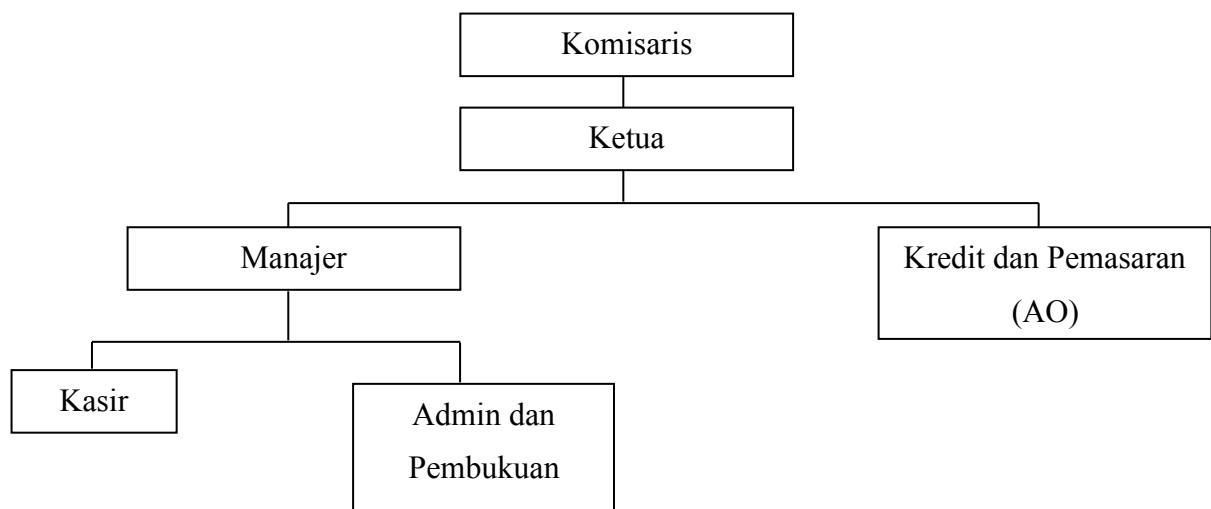 Komisaris
Ketua
Manajer
Kredit dan Pemasaran
(AO)
Kasir
Admin dan
Pembukuan